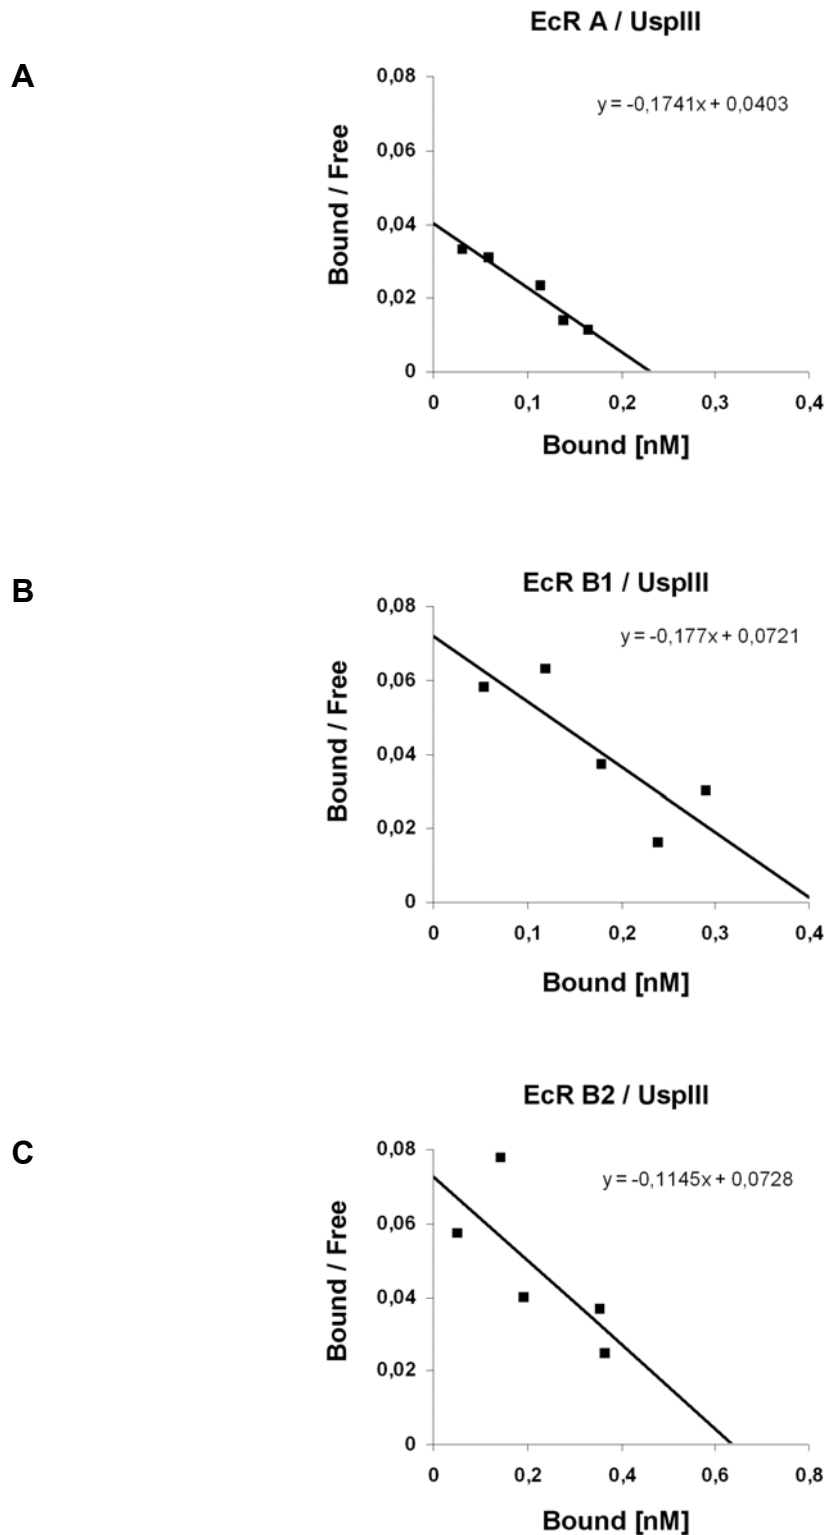 EcR A / UspIII
A
0,08
y = -0,1741x + 0,0403
0,06
0,04
0,02
0
Bound / Free
0 0,1 0,2 0,3 0,4
Bound [nM]
EcR B1 / UspIII
B
0,08
y = -0,177x + 0,0721
0,06
0,04
0,02
0
Bound / Free
0 0,1 0,2 0,3 0,4
Bound [nM]
EcR B2 / UspIII
C
0,08
y = -0,1145x + 0,0728
0,06
0,04
0,02
0
Bound / Free
0 0,2 0,4 0,6 0,8
Bound [nM]